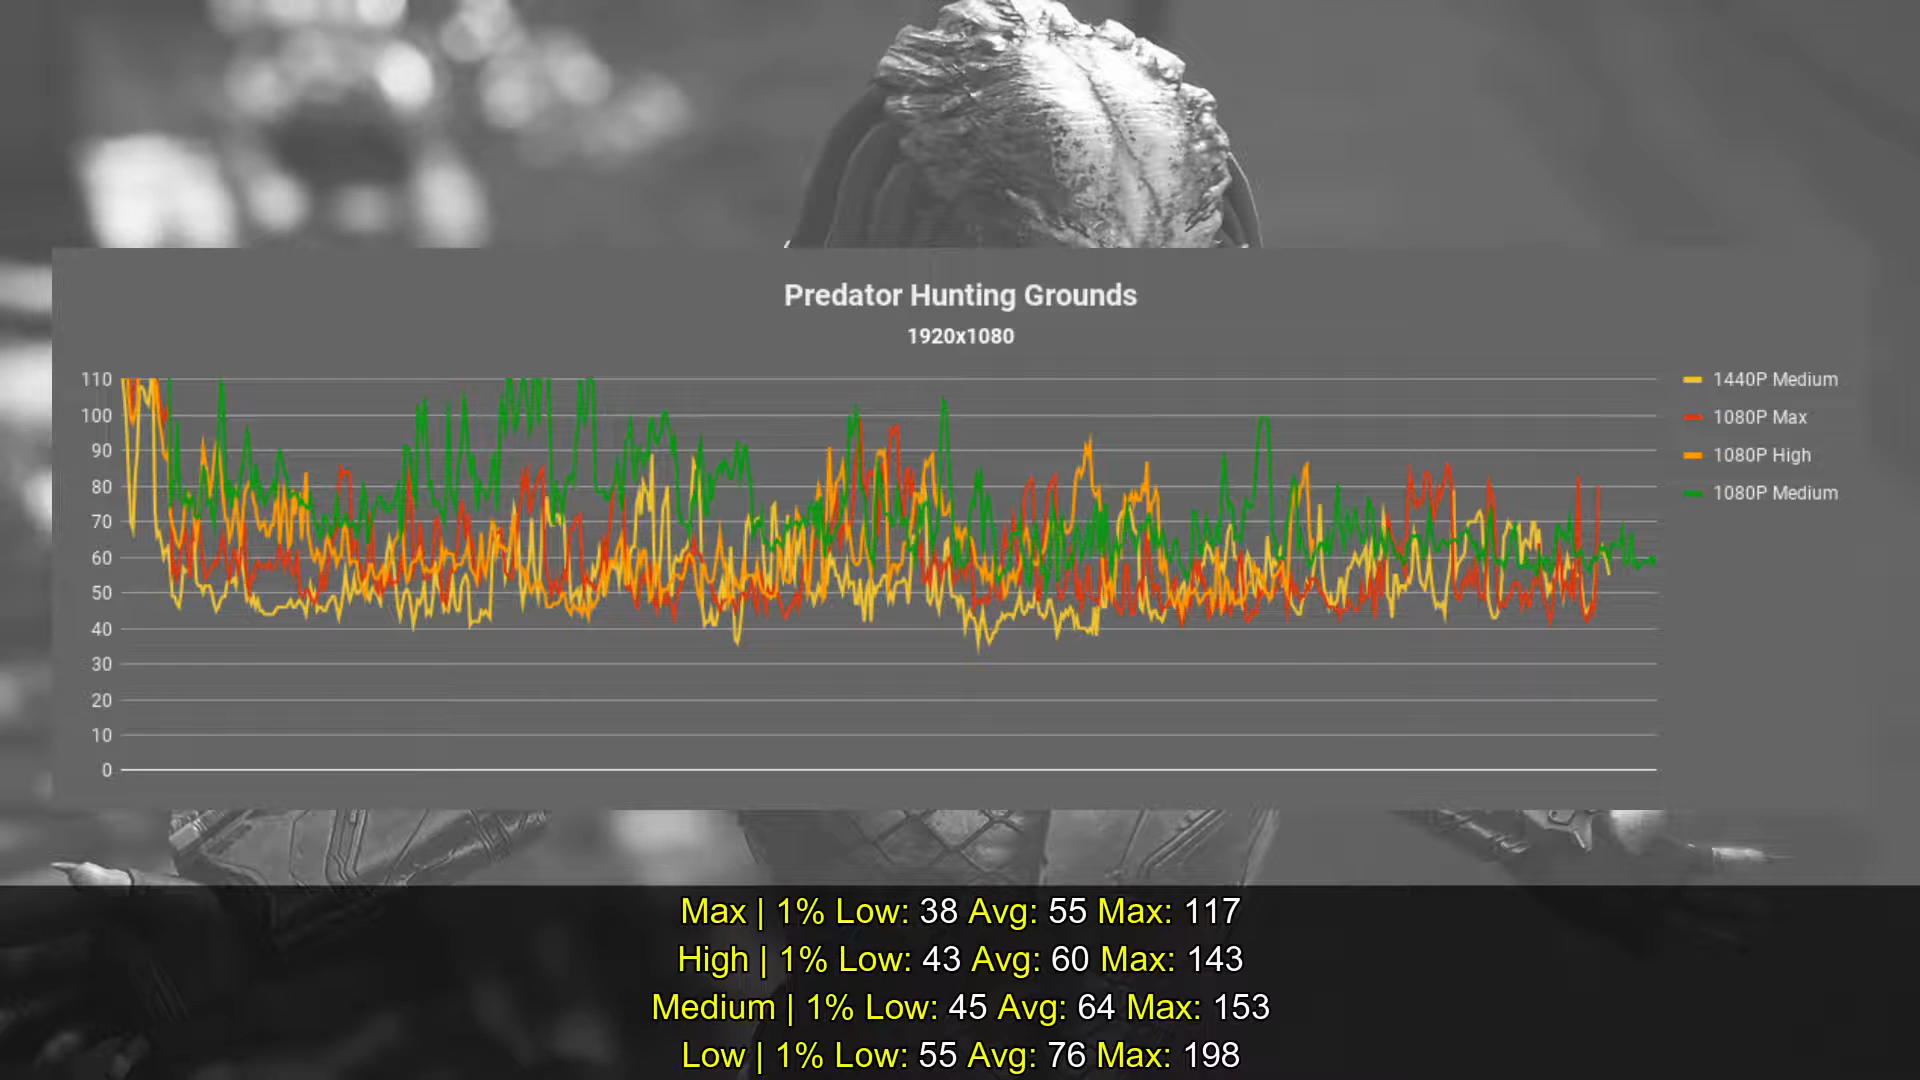 Predator Hunting Grounds
1920x1080
110
100
90
80
70
60
50
40
30
20
10
0
1440P Medium
1080P Max
1080P High
1080P Medium
Max | 1% Low: 38 Avg: 55 Max: 117
High | 1% Low: 43 Avg: 60 Max: 143
Medium | 1% Low: 45 Avg: 64 Max: 153
Low | 1% Low: 55 Avg: 76 Max: 198